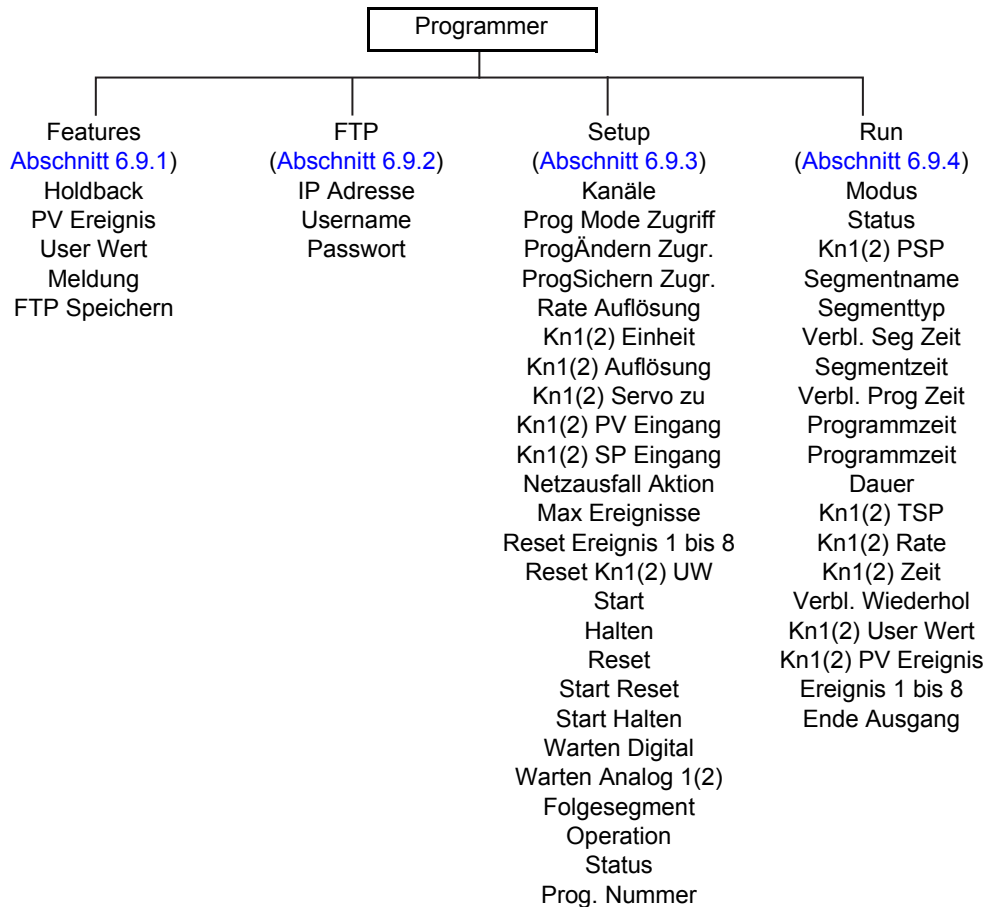 Programmer
Features
Abschnitt 6.9.1)
Holdback
PV Ereignis
User Wert
Meldung
FTP Speichern
FTP
(Abschnitt 6.9.2)
IP Adresse
Username
Passwort
Setup
(Abschnitt 6.9.3)
Kanäle
Prog Mode Zugriff
ProgÄndern Zugr.
ProgSichern Zugr.
Rate Auflösung
Kn1(2) Einheit
Kn1(2) Auflösung
Kn1(2) Servo zu
Kn1(2) PV Eingang
Kn1(2) SP Eingang
Netzausfall Aktion
Max Ereignisse
Reset Ereignis 1 bis 8
Reset Kn1(2) UW
Start
Halten
Reset
Start Reset
Start Halten
Warten Digital
Warten Analog 1(2)
Folgesegment
Operation
Status
Prog. Nummer
Run
(Abschnitt 6.9.4)
Modus
Status
Kn1(2) PSP
Segmentname
Segmenttyp
Verbl. Seg Zeit
Segmentzeit
Verbl. Prog Zeit
Programmzeit
Programmzeit
Dauer
Kn1(2) TSP
Kn1(2) Rate
Kn1(2) Zeit
Verbl. Wiederhol
Kn1(2) User Wert
Kn1(2) PV Ereignis
Ereignis 1 bis 8
Ende Ausgang